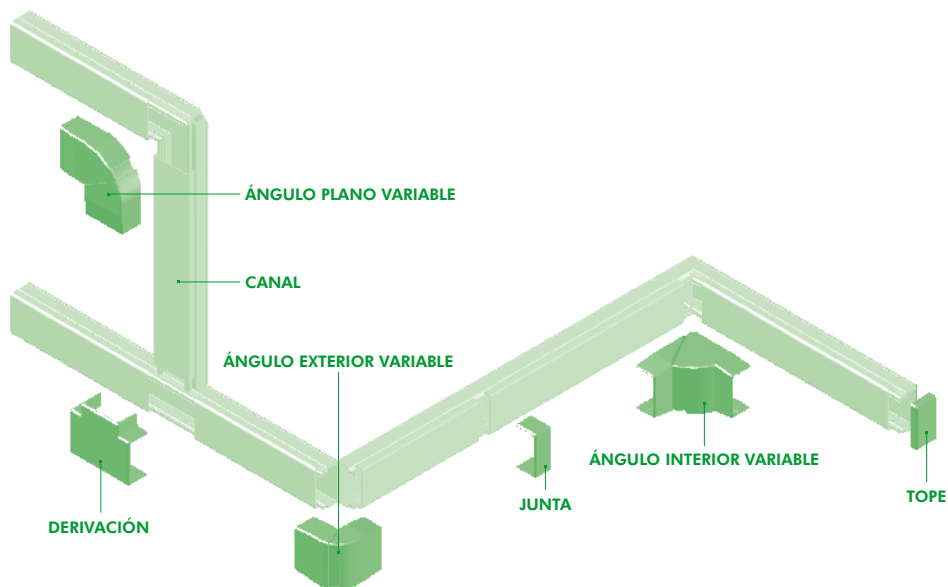 ÁNGULO PLANO VARIABLE
CANAL
ÁNGULO EXTERIOR VARIABLE
ÁNGULO INTERIOR VARIABLE
TOPE
JUNTA
DERIVACIÓN